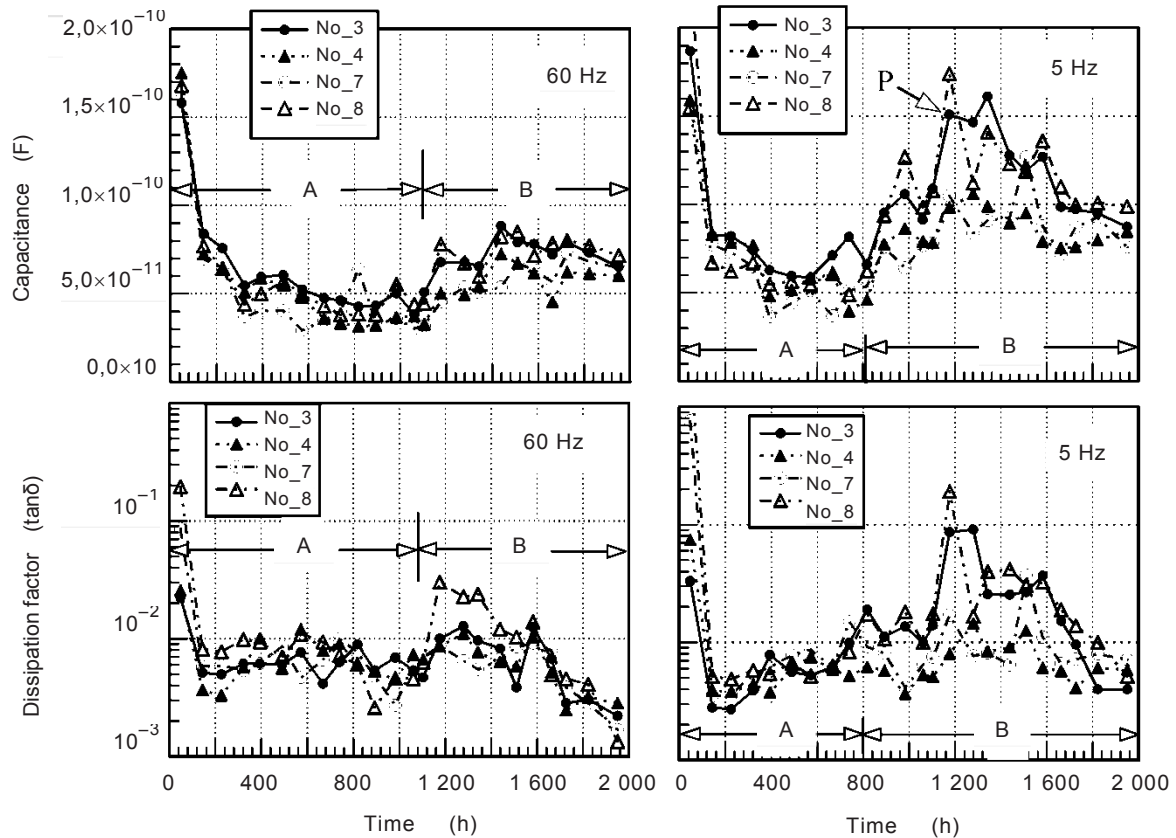 2,0×10⁻¹⁰
1,5×10⁻¹⁰
1,0×10⁻¹⁰
5,0×10⁻¹¹
0,0×10
Capacitance (F)
No_3
No_4
No_7
No_8
60 Hz
A
B
No_3
No_4
No_7
No_8
5 Hz
P
A
B
10⁻¹
10⁻²
10⁻³
Dissipation factor (tanδ)
No_3
No_4
No_7
No_8
60 Hz
A
B
0 400 800 1 200 1 600 2 000
Time (h)
No_3
No_4
No_7
No_8
5 Hz
A
B
0 400 800 1 200 1 600 2 000
Time (h)